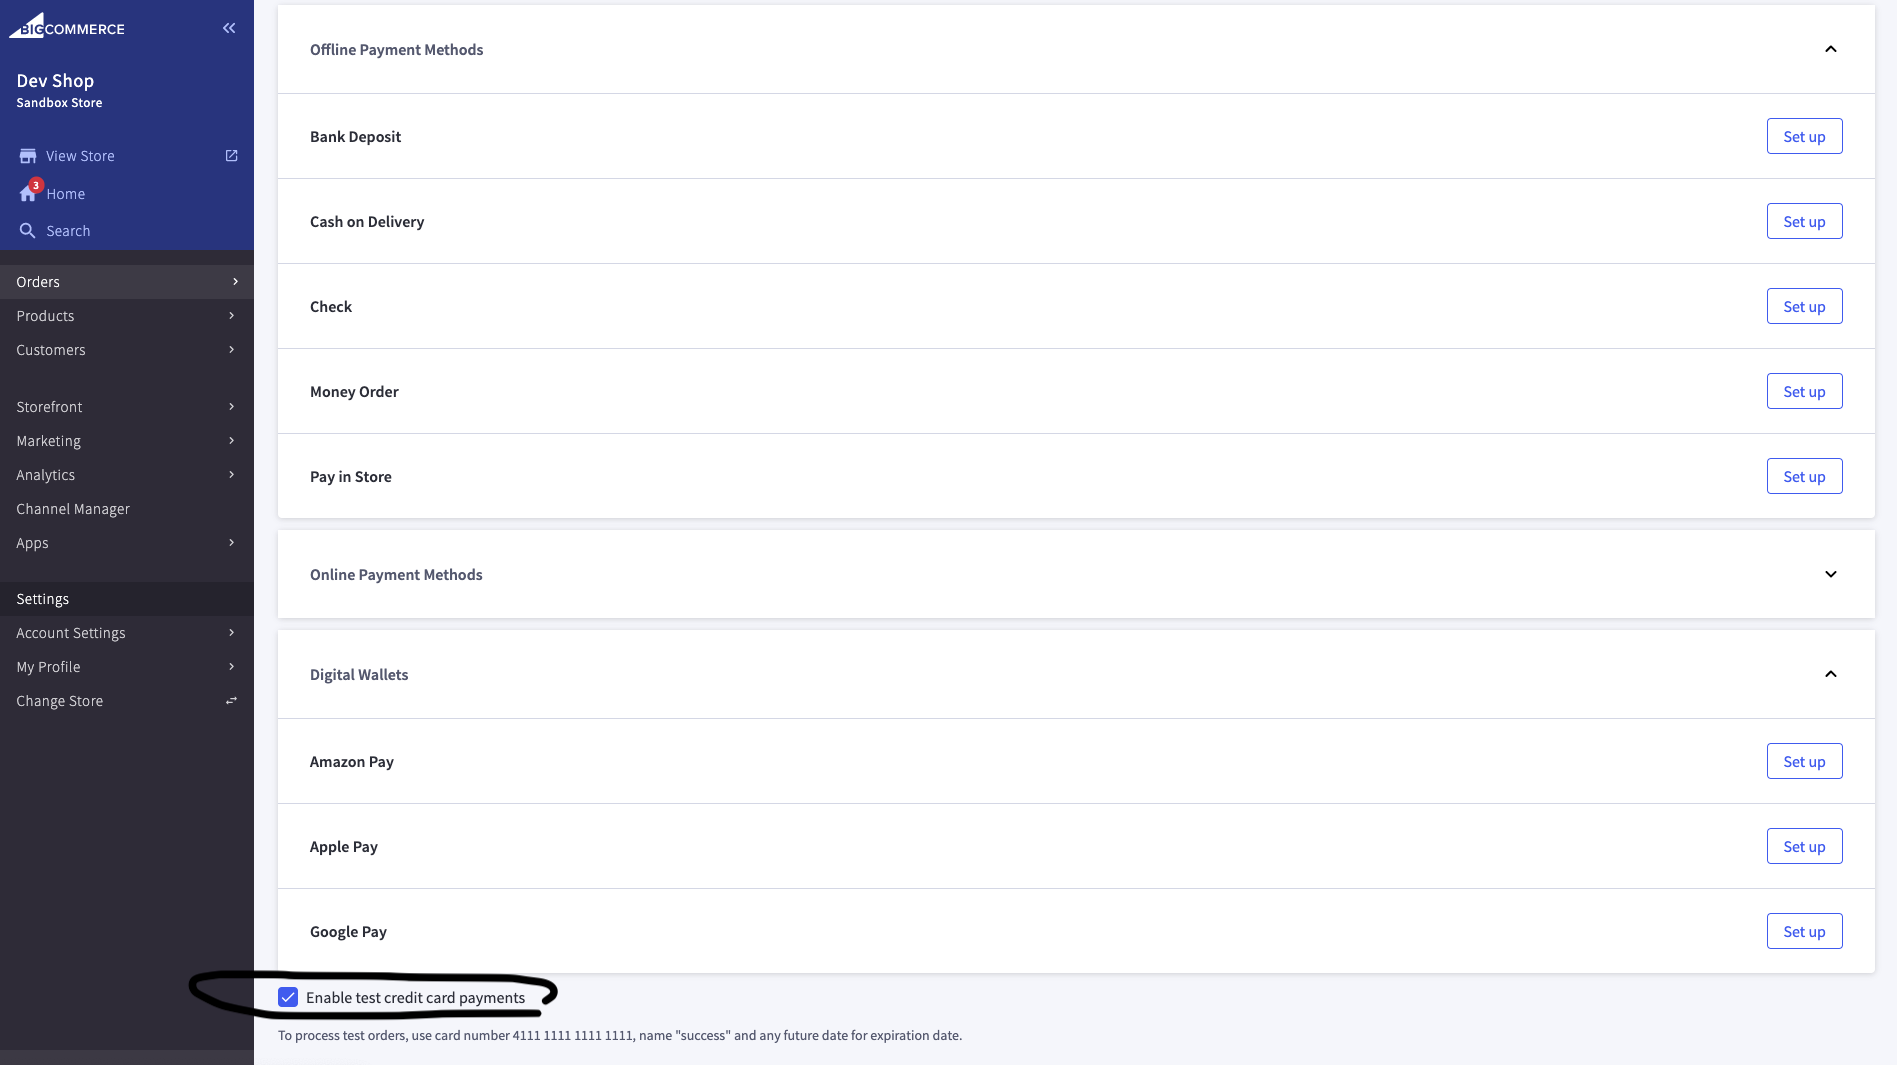 BIGCOMMERCE
Dev Shop
Sandbox Store
View Store
3
Home
Search
Orders
Products
Customers
Storefront
Marketing
Analytics
Channel Manager
Apps
Settings
Account Settings
My Profile
Change Store
Offline Payment Methods
Bank Deposit
Set up
Cash on Delivery
Set up
Check
Set up
Money Order
Set up
Pay in Store
Set up
Online Payment Methods
Digital Wallets
Amazon Pay
Set up
Apple Pay
Set up
Google Pay
Set up
Enable test credit card payments
To process test orders, use card number 4111 1111 1111 1111, name "success" and any future date for expiration date.